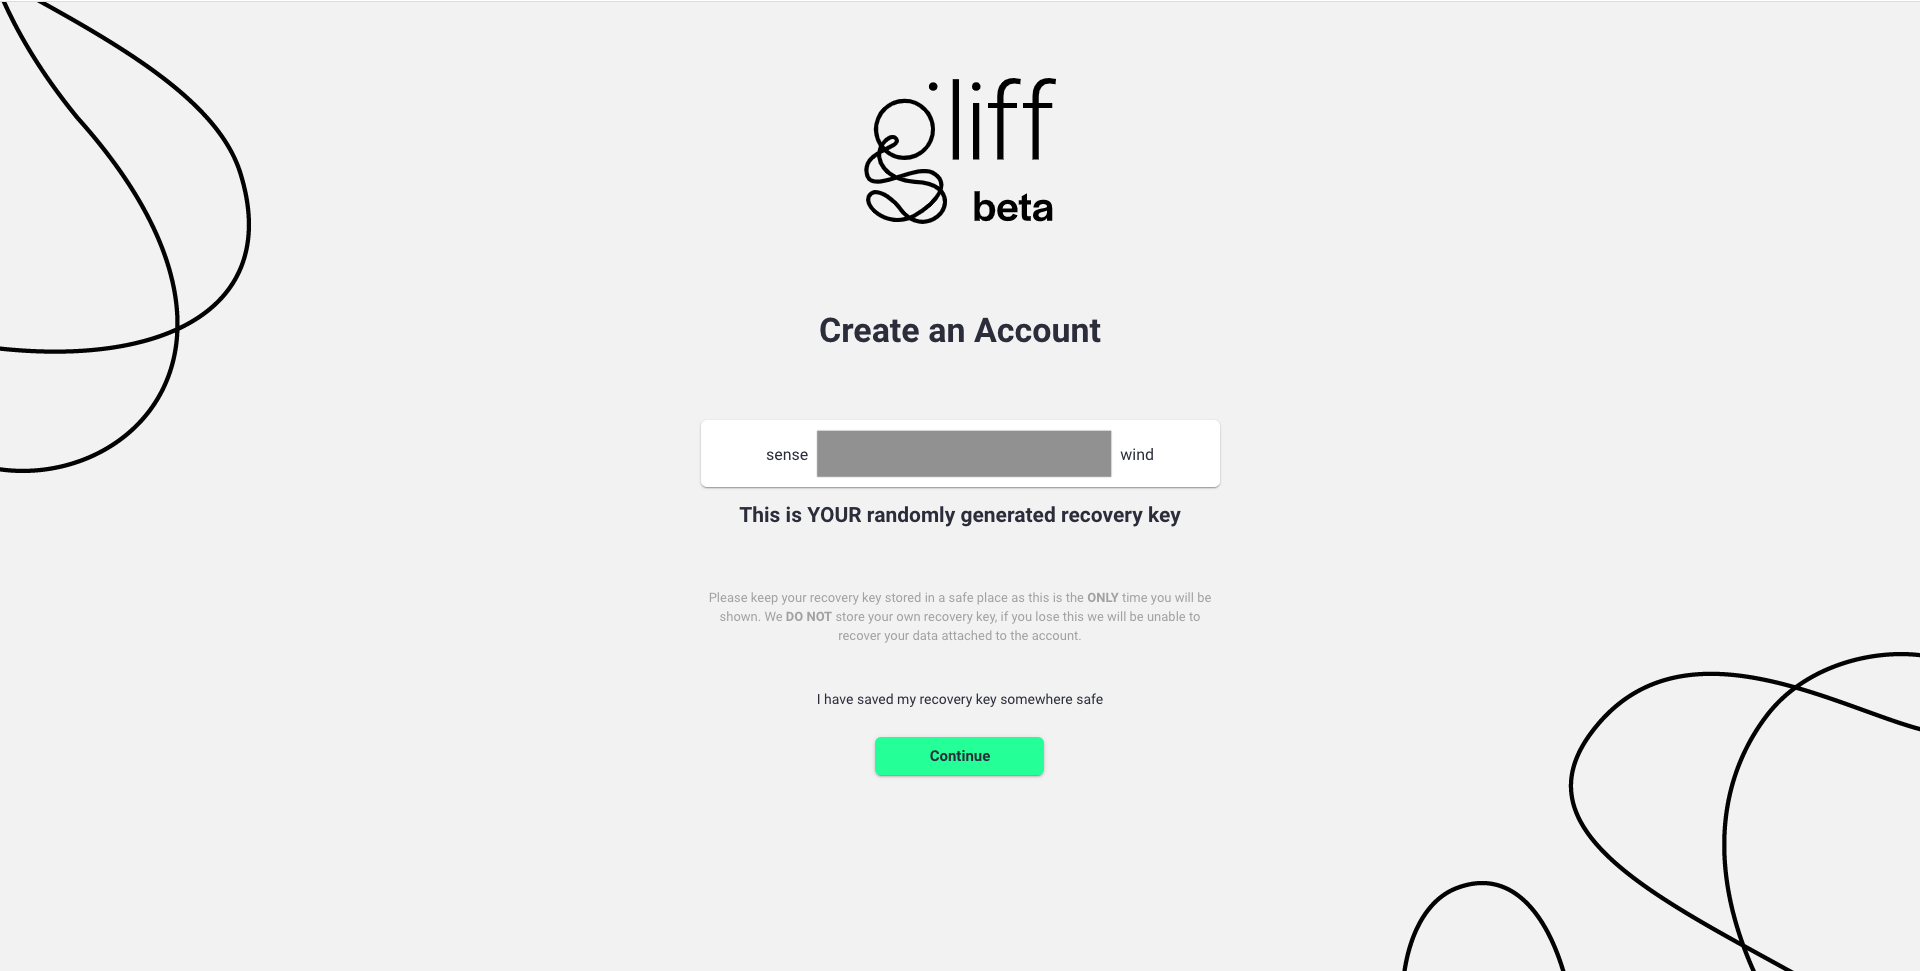 gliff
beta
Create an Account
sense wind
This is YOUR randomly generated recovery key
Please keep your recovery key stored in a safe place as this is the ONLY time you will be
shown. We DO NOT store your own recovery key, if you lose this we will be unable to
recover your data attached to the account.
I have saved my recovery key somewhere safe
Continue